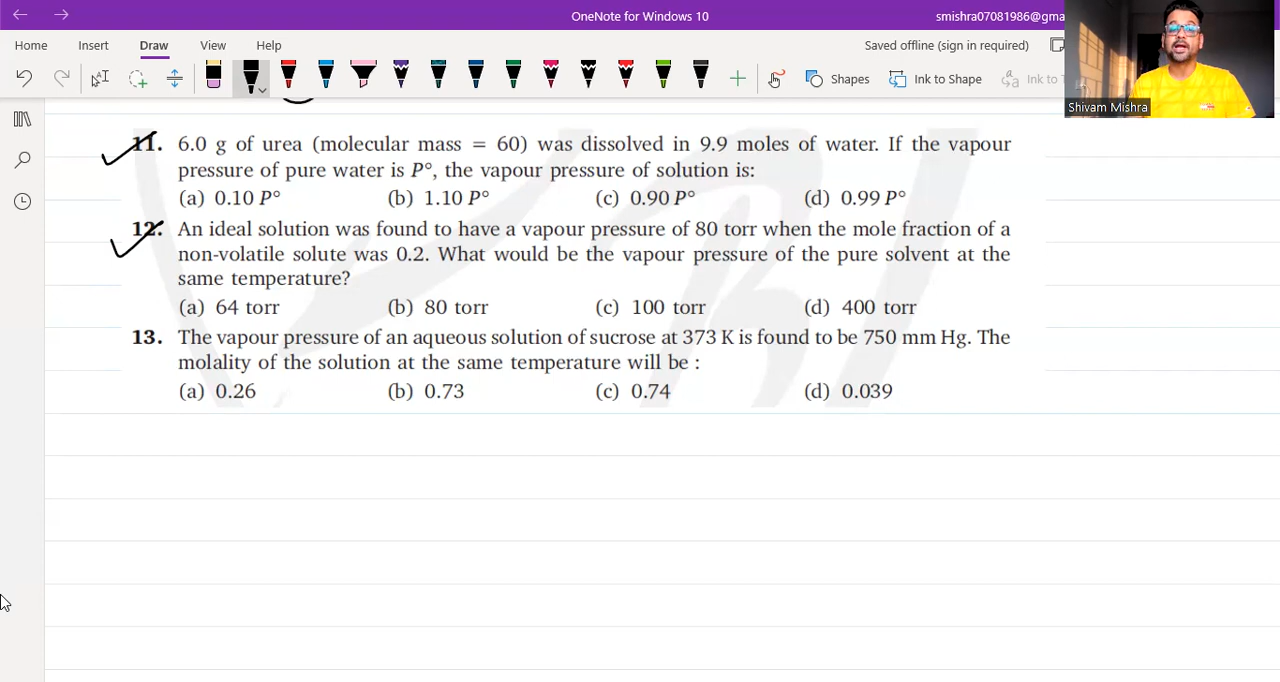 OneNote for Windows 10
smishra07081986@gma
Home Insert Draw View Help
Saved offline (sign in required)
Shapes Ink to Shape Ink to T
Shivam Mishra
11. 6.0 g of urea (molecular mass = 60) was dissolved in 9.9 moles of water. If the vapour
pressure of pure water is P°, the vapour pressure of solution is:
(a) 0.10 P° (b) 1.10 P° (c) 0.90 P° (d) 0.99 P°
12. An ideal solution was found to have a vapour pressure of 80 torr when the mole fraction of a
non-volatile solute was 0.2. What would be the vapour pressure of the pure solvent at the
same temperature?
(a) 64 torr (b) 80 torr (c) 100 torr (d) 400 torr
13. The vapour pressure of an aqueous solution of sucrose at 373 K is found to be 750 mm Hg. The
molality of the solution at the same temperature will be :
(a) 0.26 (b) 0.73 (c) 0.74 (d) 0.039